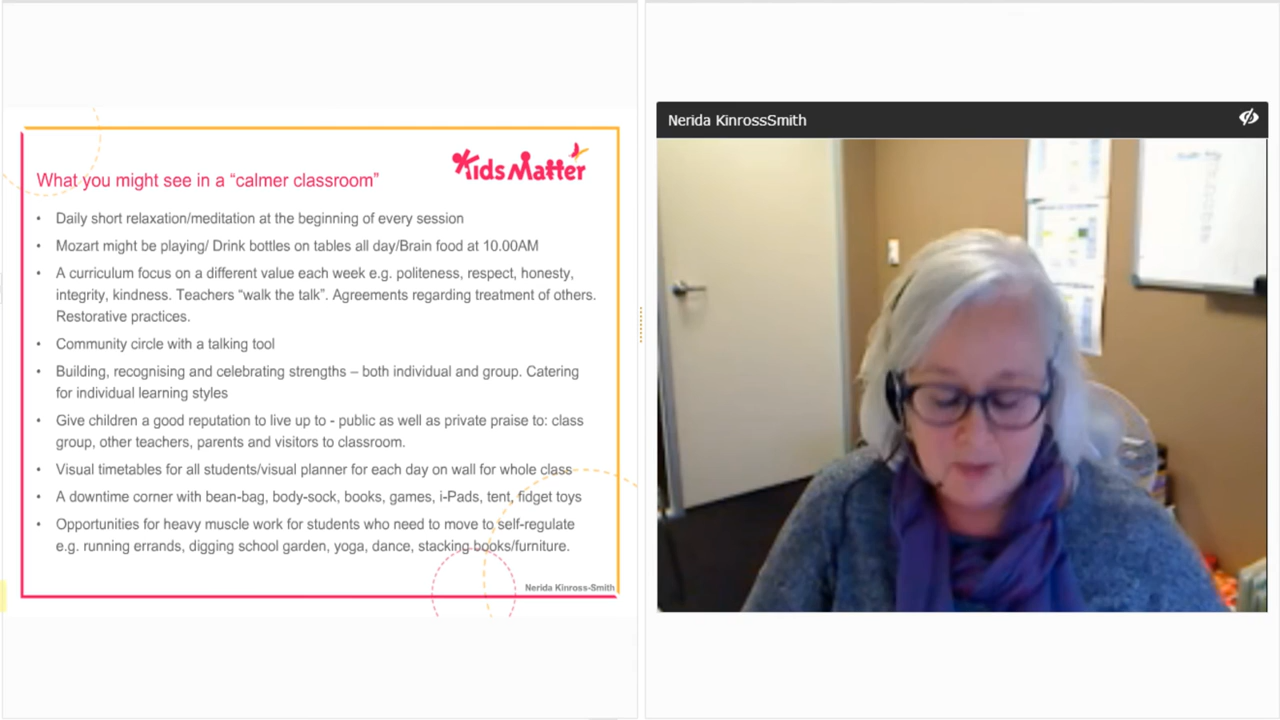 KidsMatter
What you might see in a “calmer classroom”
• Daily short relaxation/meditation at the beginning of every session
• Mozart might be playing/ Drink bottles on tables all day/Brain food at 10.00AM
• A curriculum focus on a different value each week e.g. politeness, respect, honesty,
integrity, kindness. Teachers “walk the talk”. Agreements regarding treatment of others.
Restorative practices.
• Community circle with a talking tool
• Building, recognising and celebrating strengths – both individual and group. Catering
for individual learning styles
• Give children a good reputation to live up to - public as well as private praise to: class
group, other teachers, parents and visitors to classroom.
• Visual timetables for all students/visual planner for each day on wall for whole class
• A downtime corner with bean-bag, body-sock, books, games, i-Pads, tent, fidget toys
• Opportunities for heavy muscle work for students who need to move to self-regulate
e.g. running errands, digging school garden, yoga, dance, stacking books/furniture.
Nerida Kinross-Smith
Nerida KinrossSmith